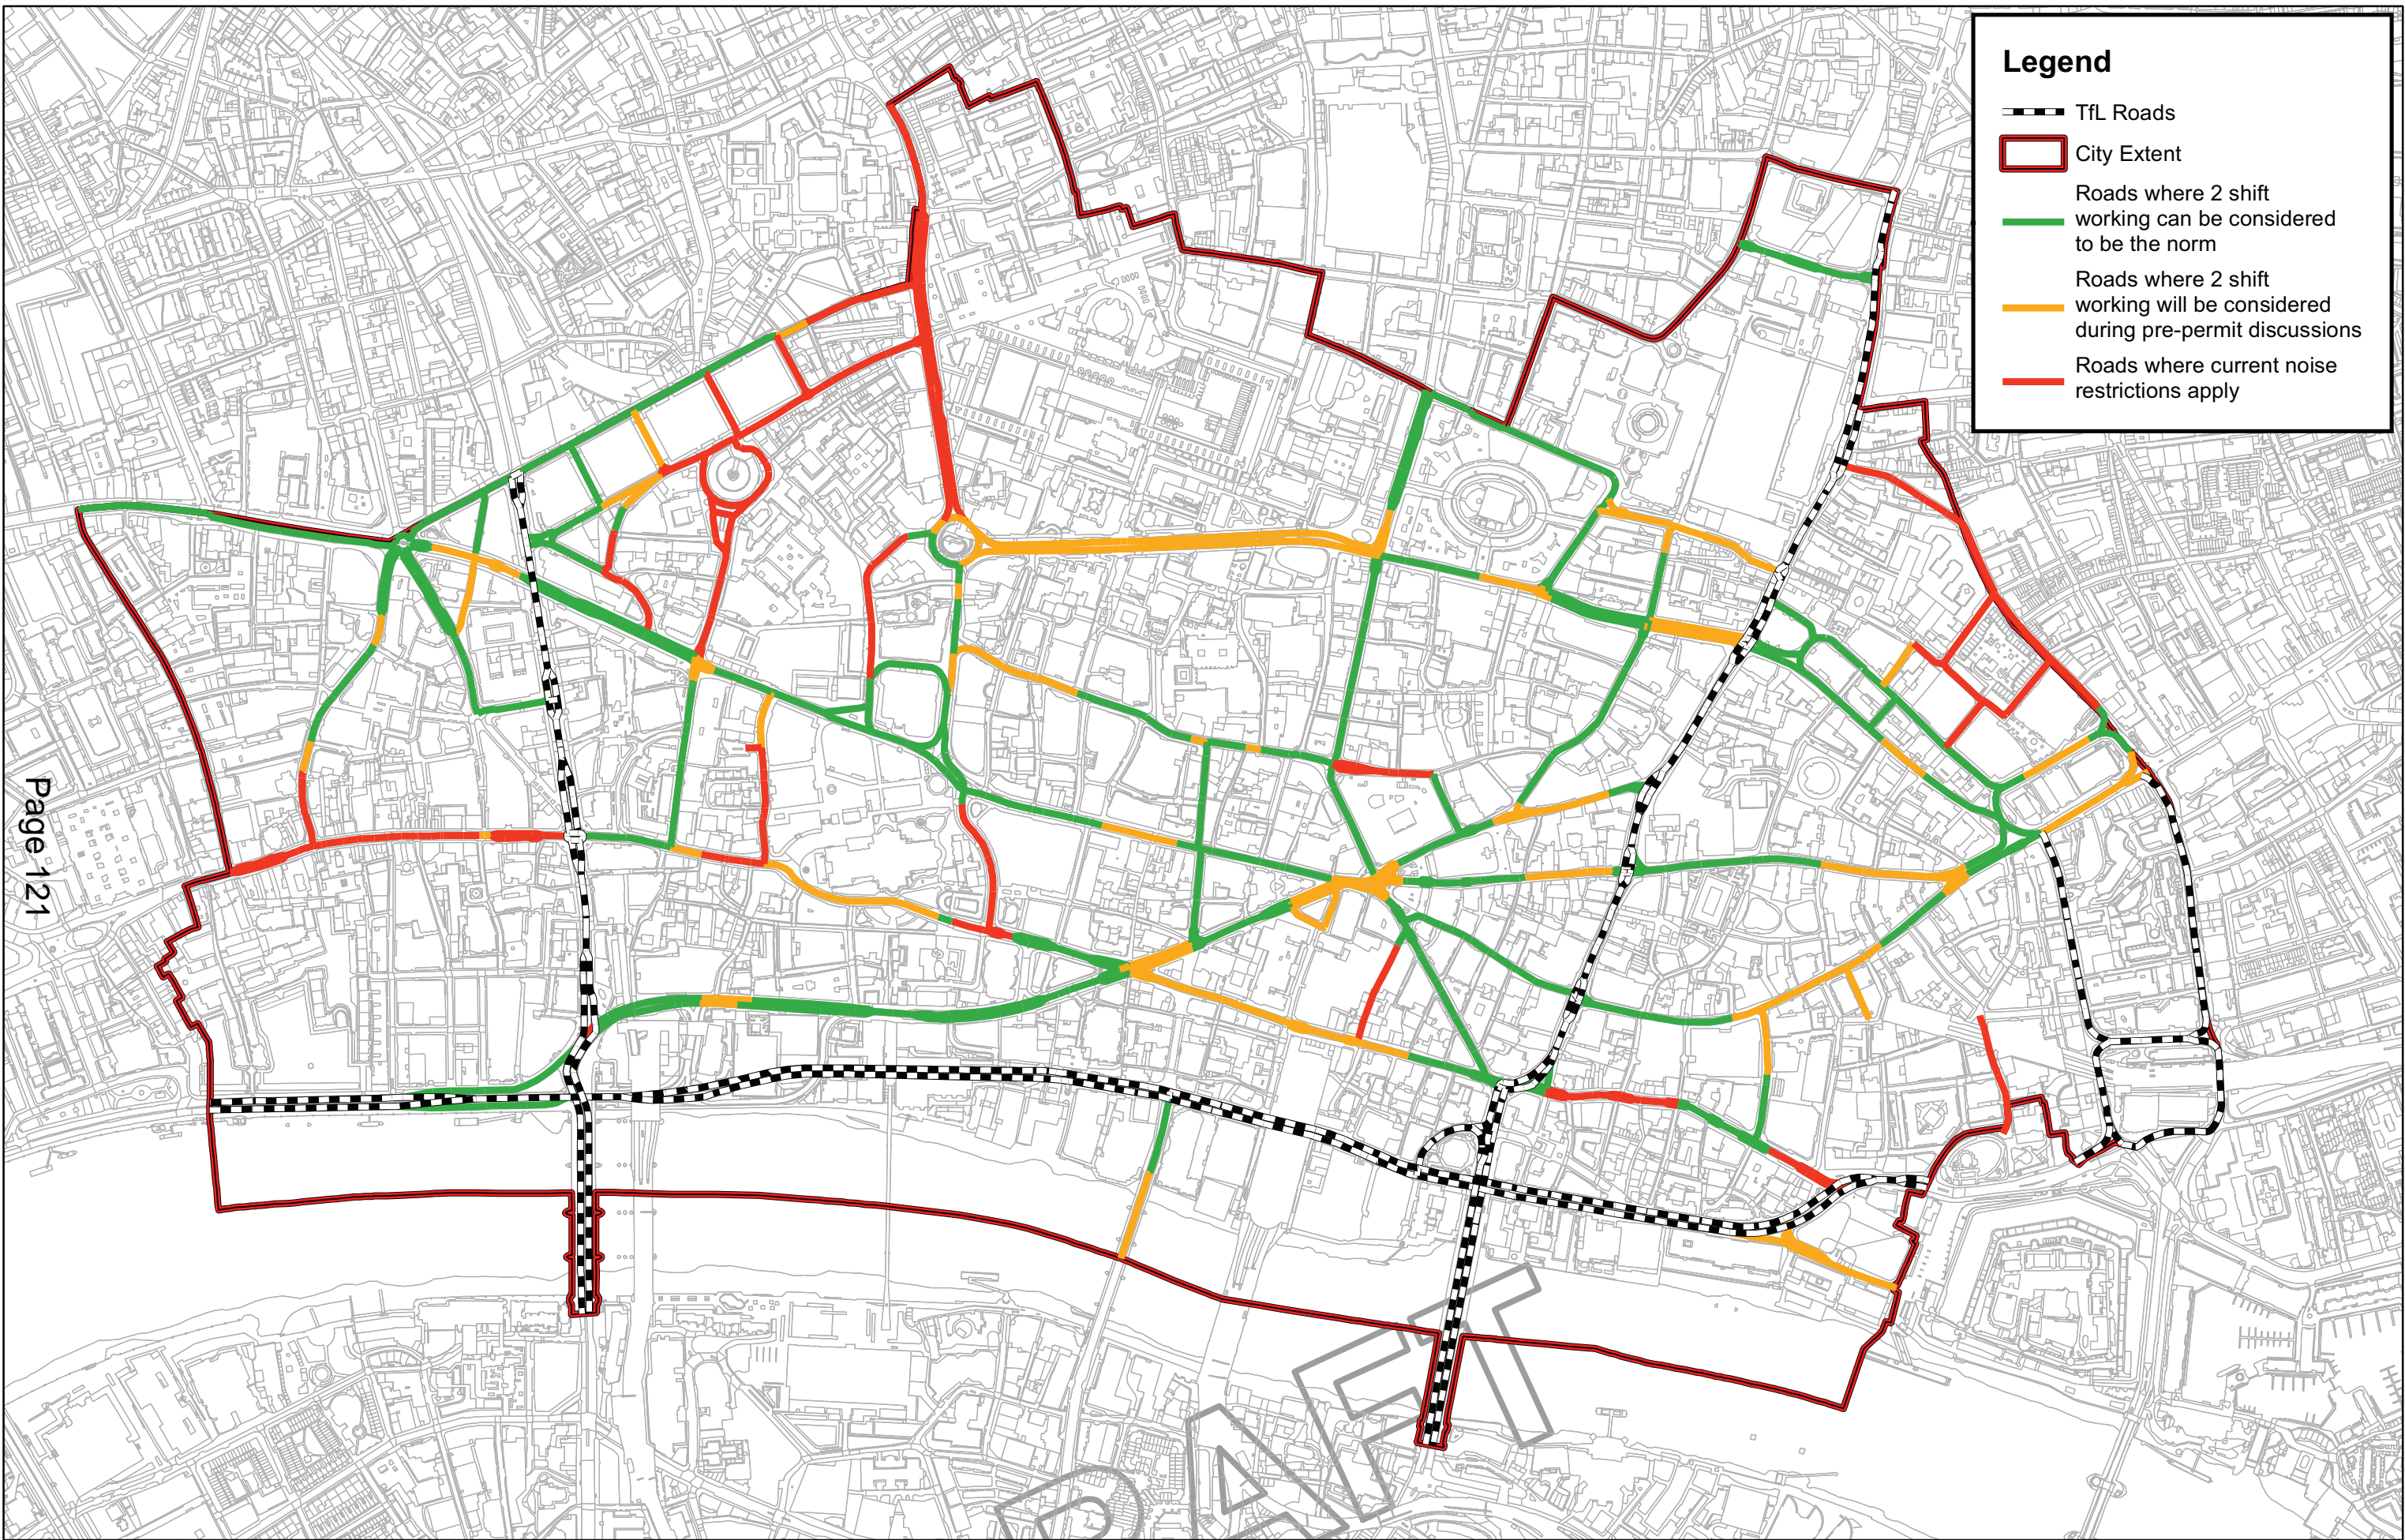 Legend
TfL Roads
City Extent
Roads where 2 shift
working can be considered
to be the norm
Roads where 2 shift
working will be considered
during pre-permit discussions
Roads where current noise
restrictions apply
Page 121
DRAFT